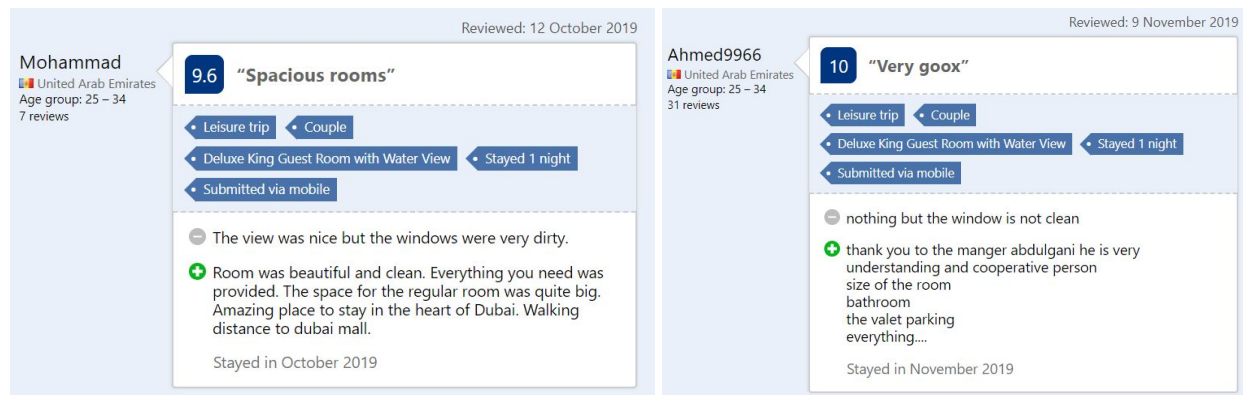 Reviewed: 12 October 2019
Mohammad
United Arab Emirates
Age group: 25 – 34
7 reviews
9.6 “Spacious rooms”
Leisure trip Couple
Deluxe King Guest Room with Water View Stayed 1 night
Submitted via mobile
The view was nice but the windows were very dirty.
Room was beautiful and clean. Everything you need was
provided. The space for the regular room was quite big.
Amazing place to stay in the heart of Dubai. Walking
distance to dubai mall.
Stayed in October 2019
Reviewed: 9 November 2019
Ahmed9966
United Arab Emirates
Age group: 25 – 34
31 reviews
10 “Very goox”
Leisure trip Couple
Deluxe King Guest Room with Water View Stayed 1 night
Submitted via mobile
nothing but the window is not clean
thank you to the manger abdulgani he is very
understanding and cooperative person
size of the room
bathroom
the valet parking
everything....
Stayed in November 2019